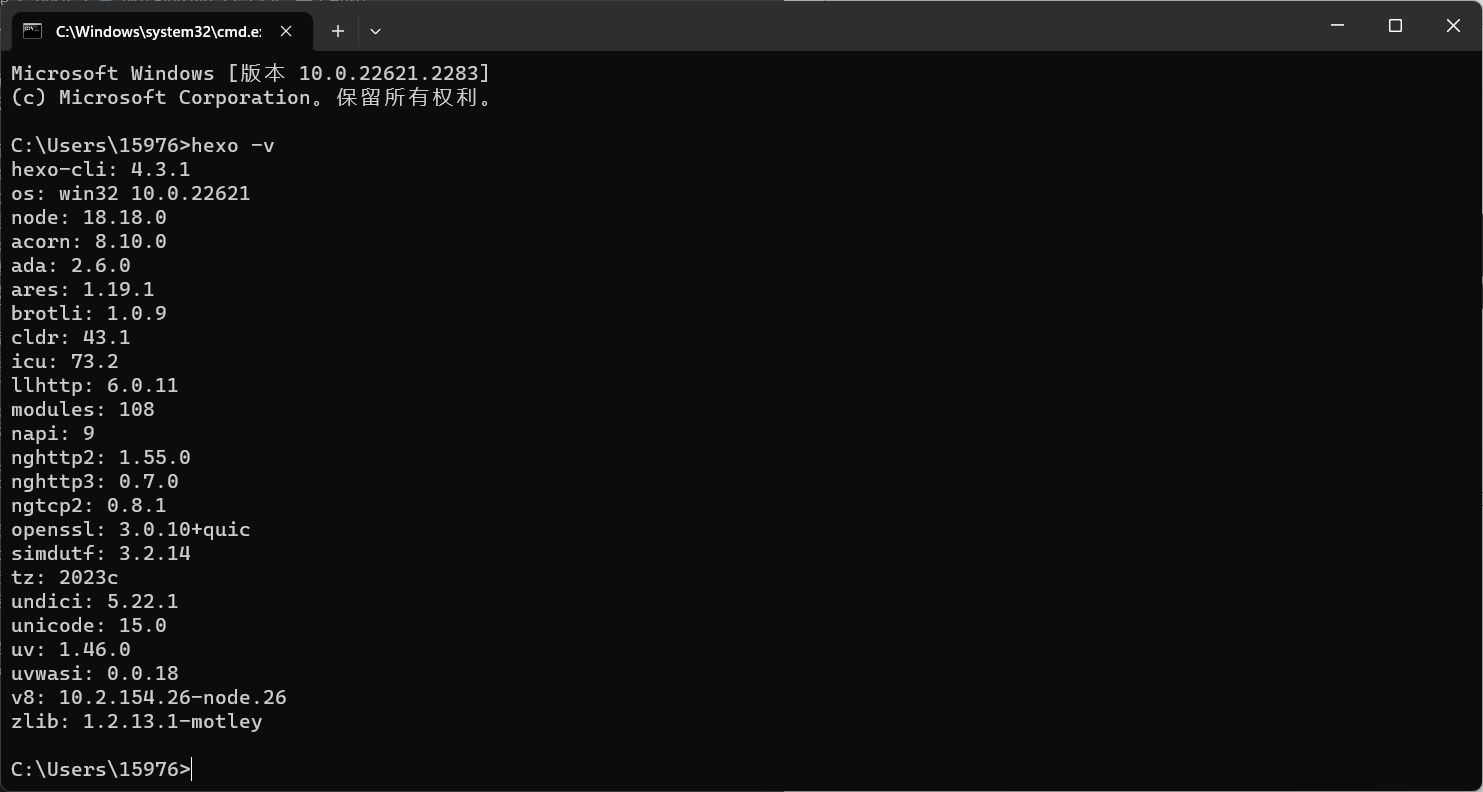 C:\Windows\system32\cmd.e
Microsoft Windows [版本 10.0.22621.2283]
(c) Microsoft Corporation。保留所有权利。
C:\Users\15976>hexo -v
hexo-cli: 4.3.1
os: win32 10.0.22621
node: 18.18.0
acorn: 8.10.0
ada: 2.6.0
ares: 1.19.1
brotli: 1.0.9
cldr: 43.1
icu: 73.2
llhttp: 6.0.11
modules: 108
napi: 9
nghttp2: 1.55.0
nghttp3: 0.7.0
ngtcp2: 0.8.1
openssl: 3.0.10+quic
simdutf: 3.2.14
tz: 2023c
undici: 5.22.1
unicode: 15.0
uv: 1.46.0
uvwasi: 0.0.18
v8: 10.2.154.26-node.26
zlib: 1.2.13.1-motley
C:\Users\15976>